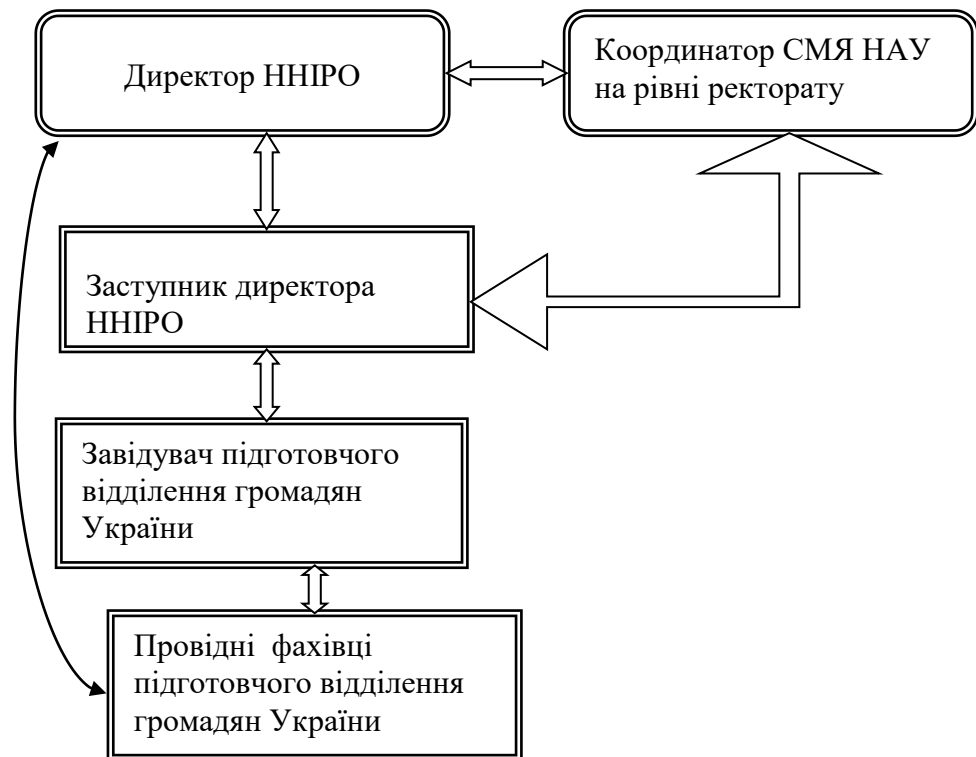 Директор ННІРО
Координатор СМЯ НАУ
на рівні ректорату
Заступник директора
ННІРО
Завідувач підготовчого
відділення громадян
України
Провідні фахівці
підготовчого відділення
громадян України